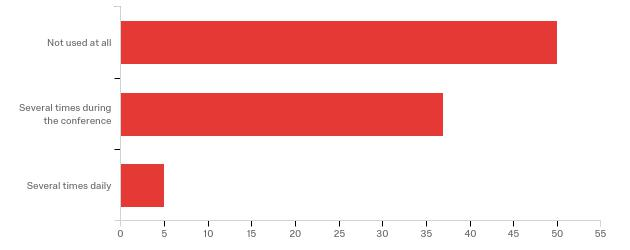 Not used at all
Several times during
the conference
Several times daily
0 5 10 15 20 25 30 35 40 45 50 55